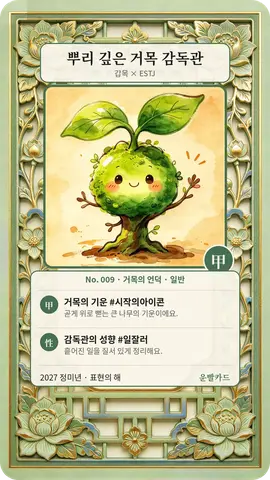 뿌리 깊은 거목 감독관
갑목 × ESTJ
甲
No. 009 · 거목의 언덕 · 일반
甲
거목의 기운 #시작의아이콘
곧게 위로 뻗는 큰 나무의 기운이에요.
性
감독관의 성향 #일잘러
흩어진 일을 질서 있게 정리해요.
2027 정미년 · 표현의 해
운빨카드